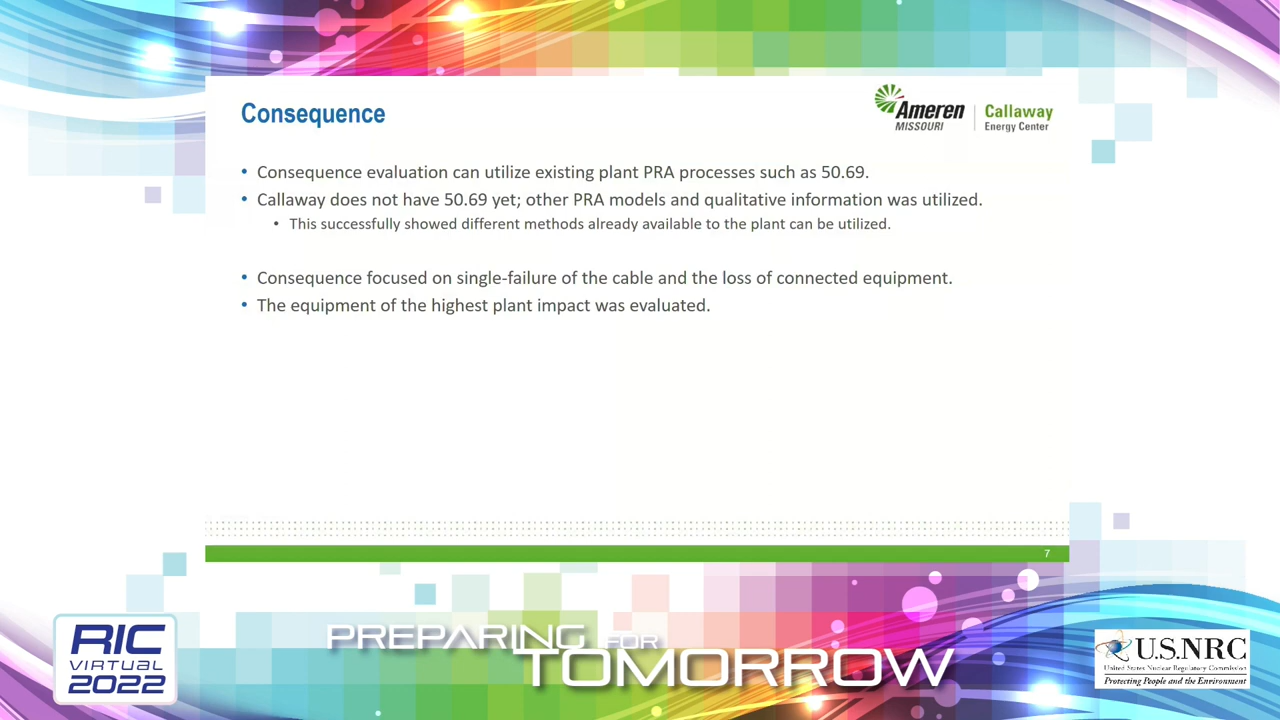 Consequence
Ameren
MISSOURI
Callaway
Energy Center
• Consequence evaluation can utilize existing plant PRA processes such as 50.69.
• Callaway does not have 50.69 yet; other PRA models and qualitative information was utilized.
• This successfully showed different methods already available to the plant can be utilized.
• Consequence focused on single-failure of the cable and the loss of connected equipment.
• The equipment of the highest plant impact was evaluated.
7
RIC
VIRTUAL
2022
PREPARING FOR
TOMORROW
U.S.NRC
United States Nuclear Regulatory Commission
Protecting People and the Environment